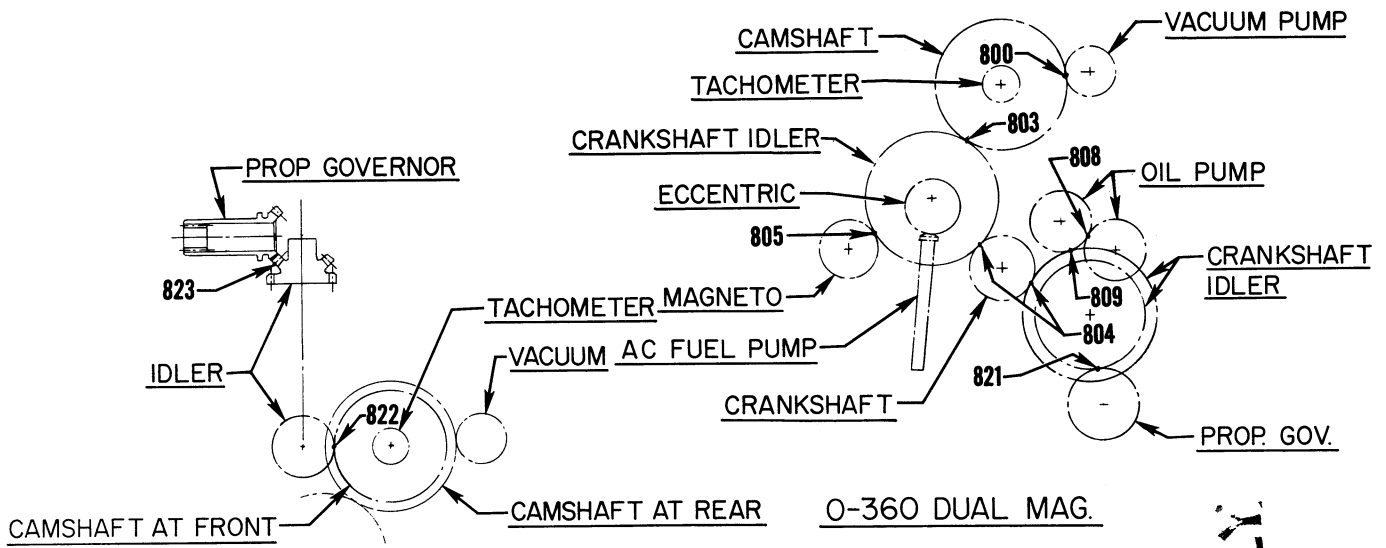 VACUUM PUMP
CAMSHAFT
800
TACHOMETER
803
CRANKSHAFT IDLER
808
OIL PUMP
PROP GOVERNOR
ECCENTRIC
805
CRANKSHAFT
IDLER
823
809
TACHOMETER
MAGNETO
804
VACUUM
AC FUEL PUMP
821
IDLER
CRANKSHAFT
822
PROP. GOV.
CAMSHAFT AT FRONT
CAMSHAFT AT REAR
O-360 DUAL MAG.